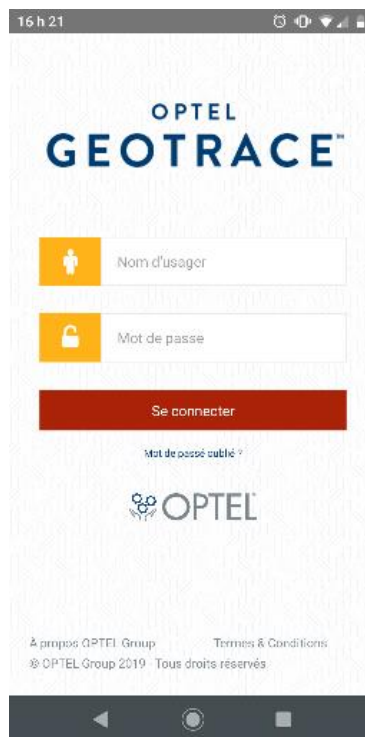 16 h 21
OPTEL
GEOTRACE™
Nom d'usager
Mot de passe
Se connecter
Mot de passé oublié ?
OPTEL
À propos OPTEL Group Termes & Conditions
© OPTEL Group 2019 - Tous droits réservés